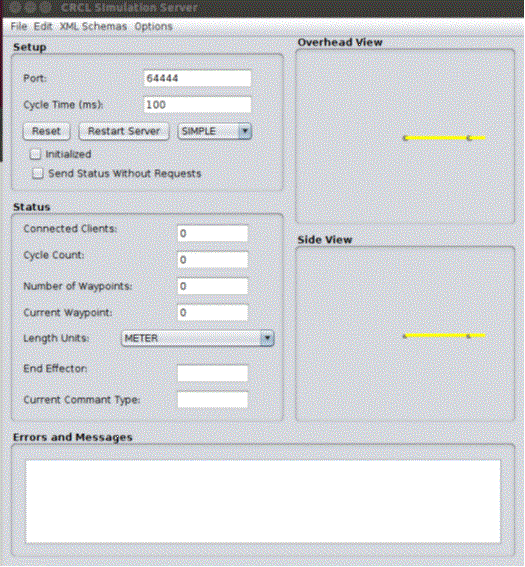 CRCL Simulation Server
File Edit XML Schemas Options
Setup
Port: 64444
Cycle Time (ms): 100
Reset Restart Server SIMPLE
Initialized
Send Status Without Requests
Overhead View
Status
Connected Clients: 0
Cycle Count: 0
Number of Waypoints: 0
Current Waypoint: 0
Length Units: METER
End Effector:
Current Commant Type:
Side View
Errors and Messages